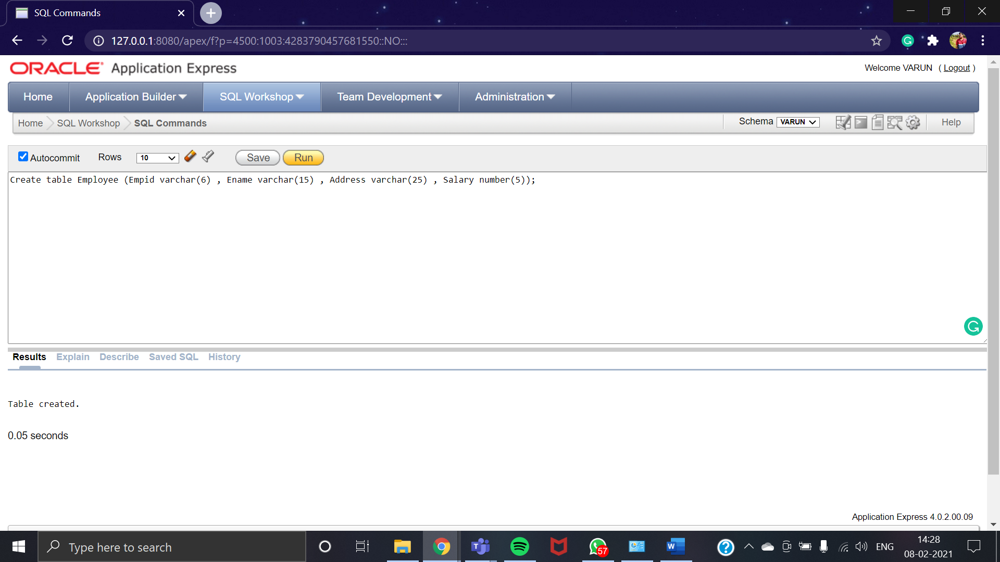 SQL Commands
127.0.0.1:8080/apex/f?p=4500:1003:4283790457681550::NO:::
ORACLE Application Express
Welcome VARUN ( Logout )
Home Application Builder SQL Workshop Team Development Administration
Home SQL Workshop SQL Commands Schema VARUN Help
Autocommit Rows 10 Save Run
Create table Employee (Empid varchar(6) , Ename varchar(15) , Address varchar(25) , Salary number(5));
Results Explain Describe Saved SQL History
Table created.
0.05 seconds
Application Express 4.0.2.00.09
Type here to search
57
ENG
14:28
08-02-2021